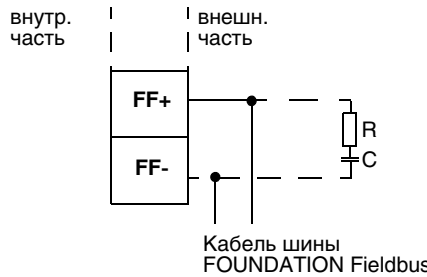 внутр.
часть
внешн.
часть
FF+
FF-
R
C
Кабель шины
FOUNDATION Fieldbus